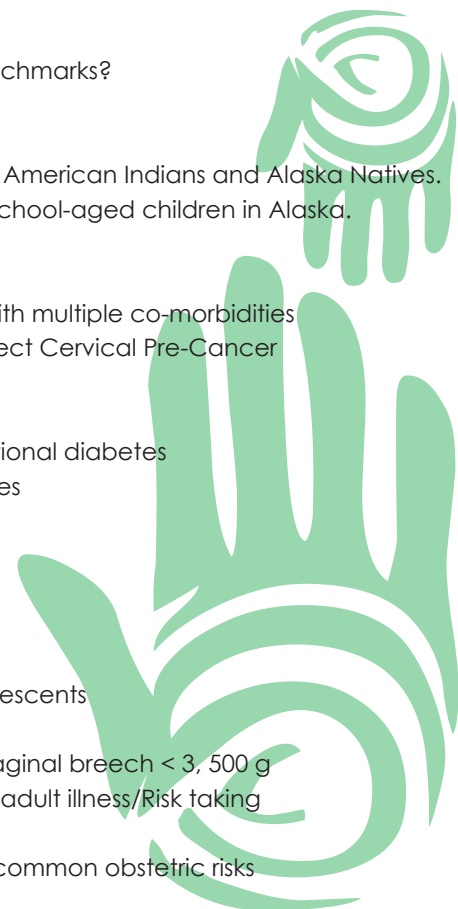 chmarks?
American Indians and Alaska Natives.
chool-aged children in Alaska.
ith multiple co-morbidities
ect Cervical Pre-Cancer
ional diabetes
es
escents
aginal breech < 3, 500 g
adult illness/Risk taking
common obstetric risks